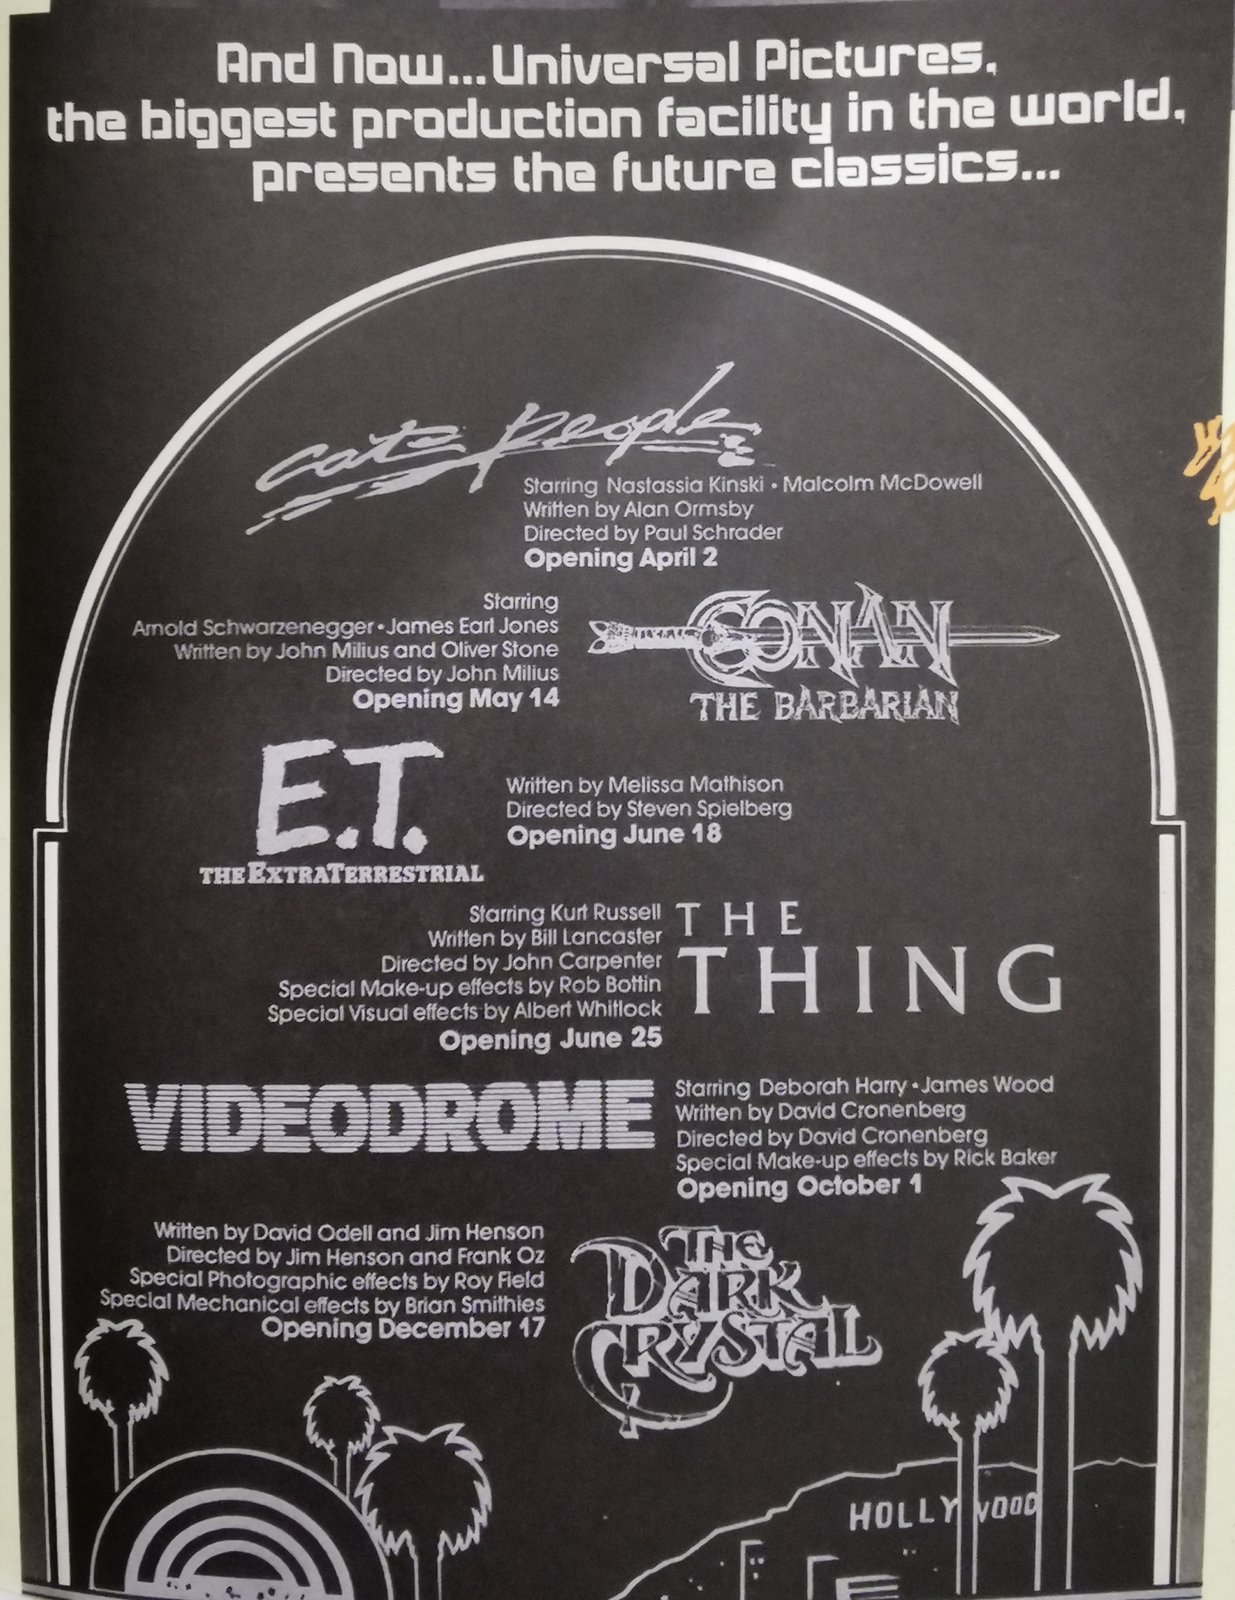 And Now...Universal Pictures,
the biggest production facility in the world,
presents the future classics...
cat people
Starring Nastassia Kinski • Malcolm McDowell
Written by Alan Ormsby
Directed by Paul Schrader
Opening April 2
Starring
Arnold Schwarzenegger • James Earl Jones
Written by John Milius and Oliver Stone
Directed by John Milius
Opening May 14
CONAN
THE BARBARIAN
E.T.
THE EXTRATERRESTRIAL
Written by Melissa Mathison
Directed by Steven Spielberg
Opening June 18
Starring Kurt Russell
Written by Bill Lancaster
Directed by John Carpenter
Special Make-up effects by Rob Bottin
Special Visual effects by Albert Whitlock
Opening June 25
THE
THING
VIDEODROME
Starring Deborah Harry • James Wood
Written by David Cronenberg
Directed by David Cronenberg
Special Make-up effects by Rick Baker
Opening October 1
Written by David Odell and Jim Henson
Directed by Jim Henson and Frank Oz
Special Photographic effects by Roy Field
Special Mechanical effects by Brian Smithies
Opening December 17
THE
DARK
CRYSTAL
HOLLYWOOD